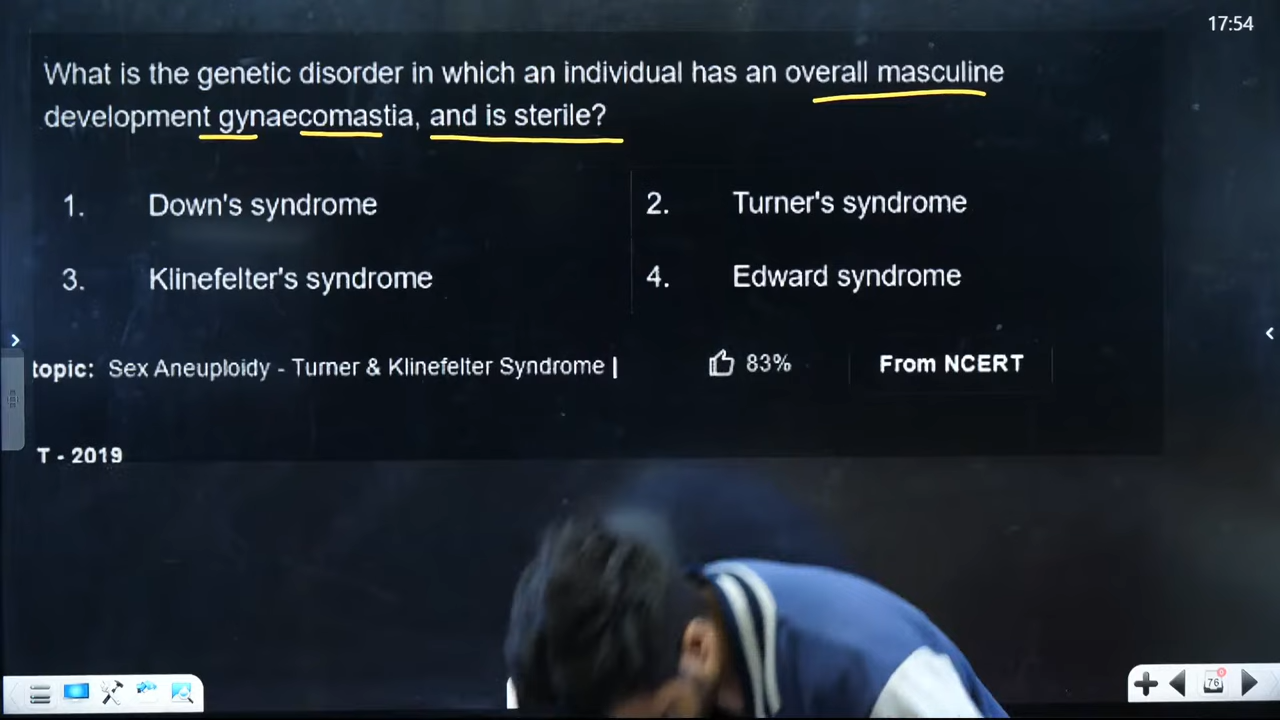 17:54
What is the genetic disorder in which an individual has an overall masculine
development gynaecomastia, and is sterile?
1. Down's syndrome
2. Turner's syndrome
3. Klinefelter's syndrome
4. Edward syndrome
topic: Sex Aneuploidy - Turner & Klinefelter Syndrome |
83%
From NCERT
T - 2019
76